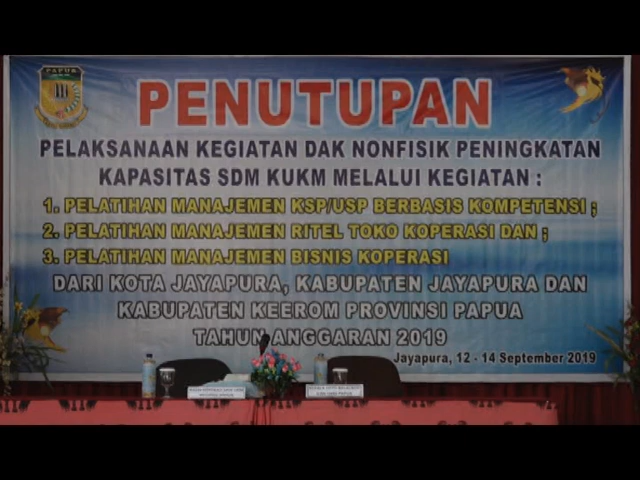 PAPUA
PENUTUPAN
PELAKSANAAN KEGIATAN DAK NONFISIK PENINGKATAN
KAPASITAS SDM KUKM MELALUI KEGIATAN :
1. PELATIHAN MANAJEMEN KSP/USP BERBASIS KOMPETENSI ;
2. PELATIHAN MANAJEMEN RITEL TOKO KOPERASI DAN ;
3. PELATIHAN MANAJEMEN BISNIS KOPERASI
DARI KOTA JAYAPURA, KABUPATEN JAYAPURA DAN
KABUPATEN KEEROM PROVINSI PAPUA
TAHUN ANGGARAN 2019
Jayapura, 12 - 14 September 2019